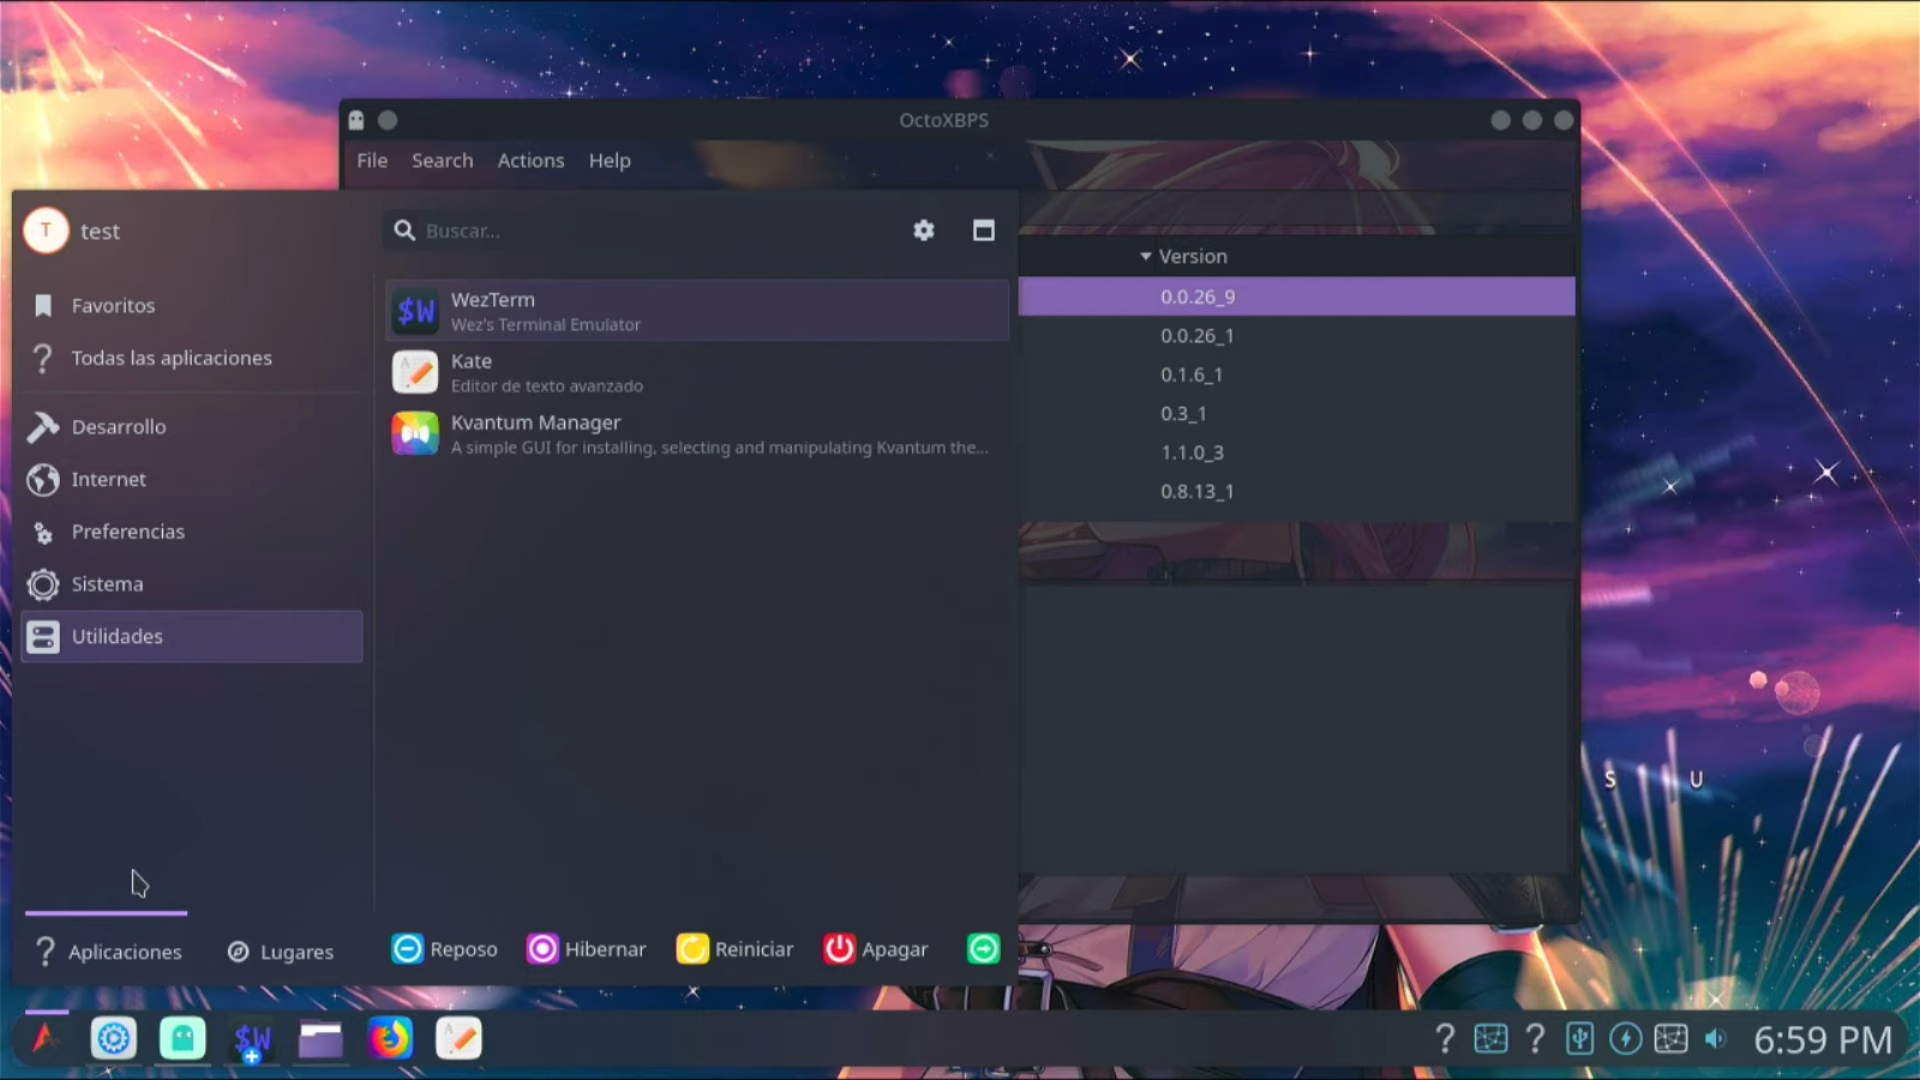 OctoXBPS
File Search Actions Help
T test
Buscar...
Version
0.0.26_9
0.0.26_1
0.1.6_1
0.3_1
1.1.0_3
0.8.13_1
Favoritos
Todas las aplicaciones
Desarrollo
Internet
Preferencias
Sistema
Utilidades
$W WezTerm
Wez's Terminal Emulator
Kate
Editor de texto avanzado
Kvantum Manager
A simple GUI for installing, selecting and manipulating Kvantum the...
S U
Aplicaciones Lugares
Reposo Hibernar Reiniciar Apagar
$W
6:59 PM